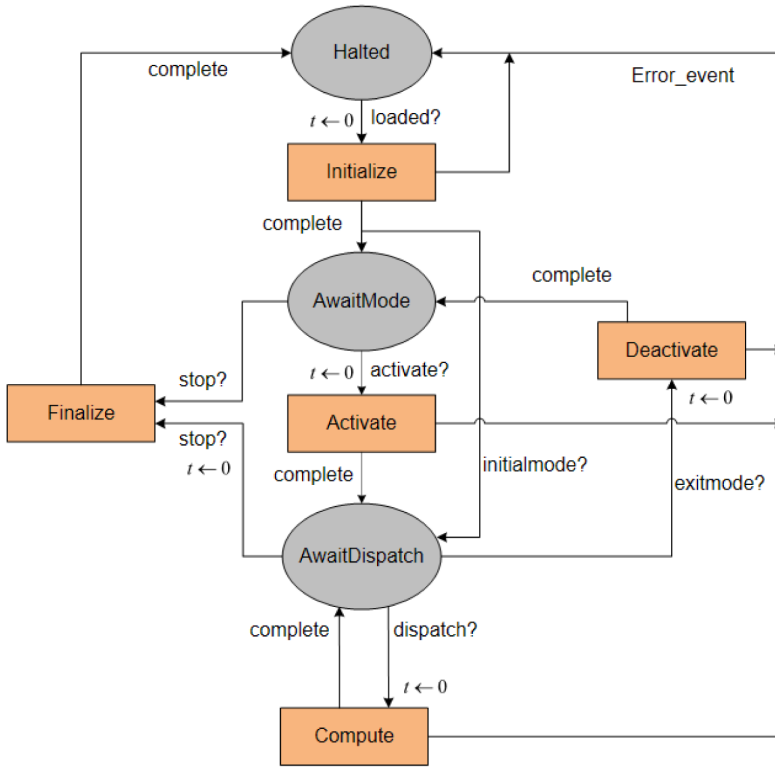 Halted
complete
Error_event
t ← 0 loaded?
Initialize
complete
AwaitMode
complete
Deactivate
stop?
t ← 0 activate?
t ← 0
Finalize
Activate
stop?
t ← 0
complete
initialmode?
exitmode?
AwaitDispatch
complete
dispatch?
t ← 0
Compute